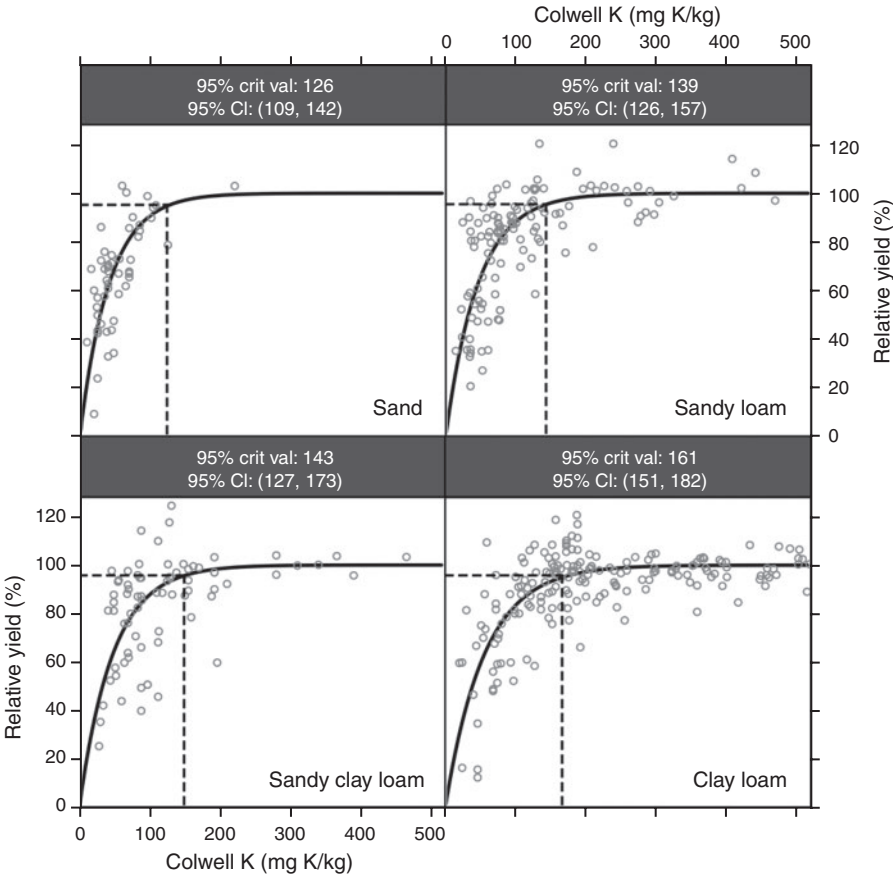 Colwell K (mg K/kg)
0 100 200 300 400 500
95% crit val: 126
95% CI: (109, 142)
95% crit val: 139
95% CI: (126, 157)
120
100
80
60
40
20
0
Relative yield (%)
Sand
Sandy loam
95% crit val: 143
95% CI: (127, 173)
95% crit val: 161
95% CI: (151, 182)
120
100
80
60
40
20
0
Relative yield (%)
Sandy clay loam
Clay loam
0 100 200 300 400 500
Colwell K (mg K/kg)